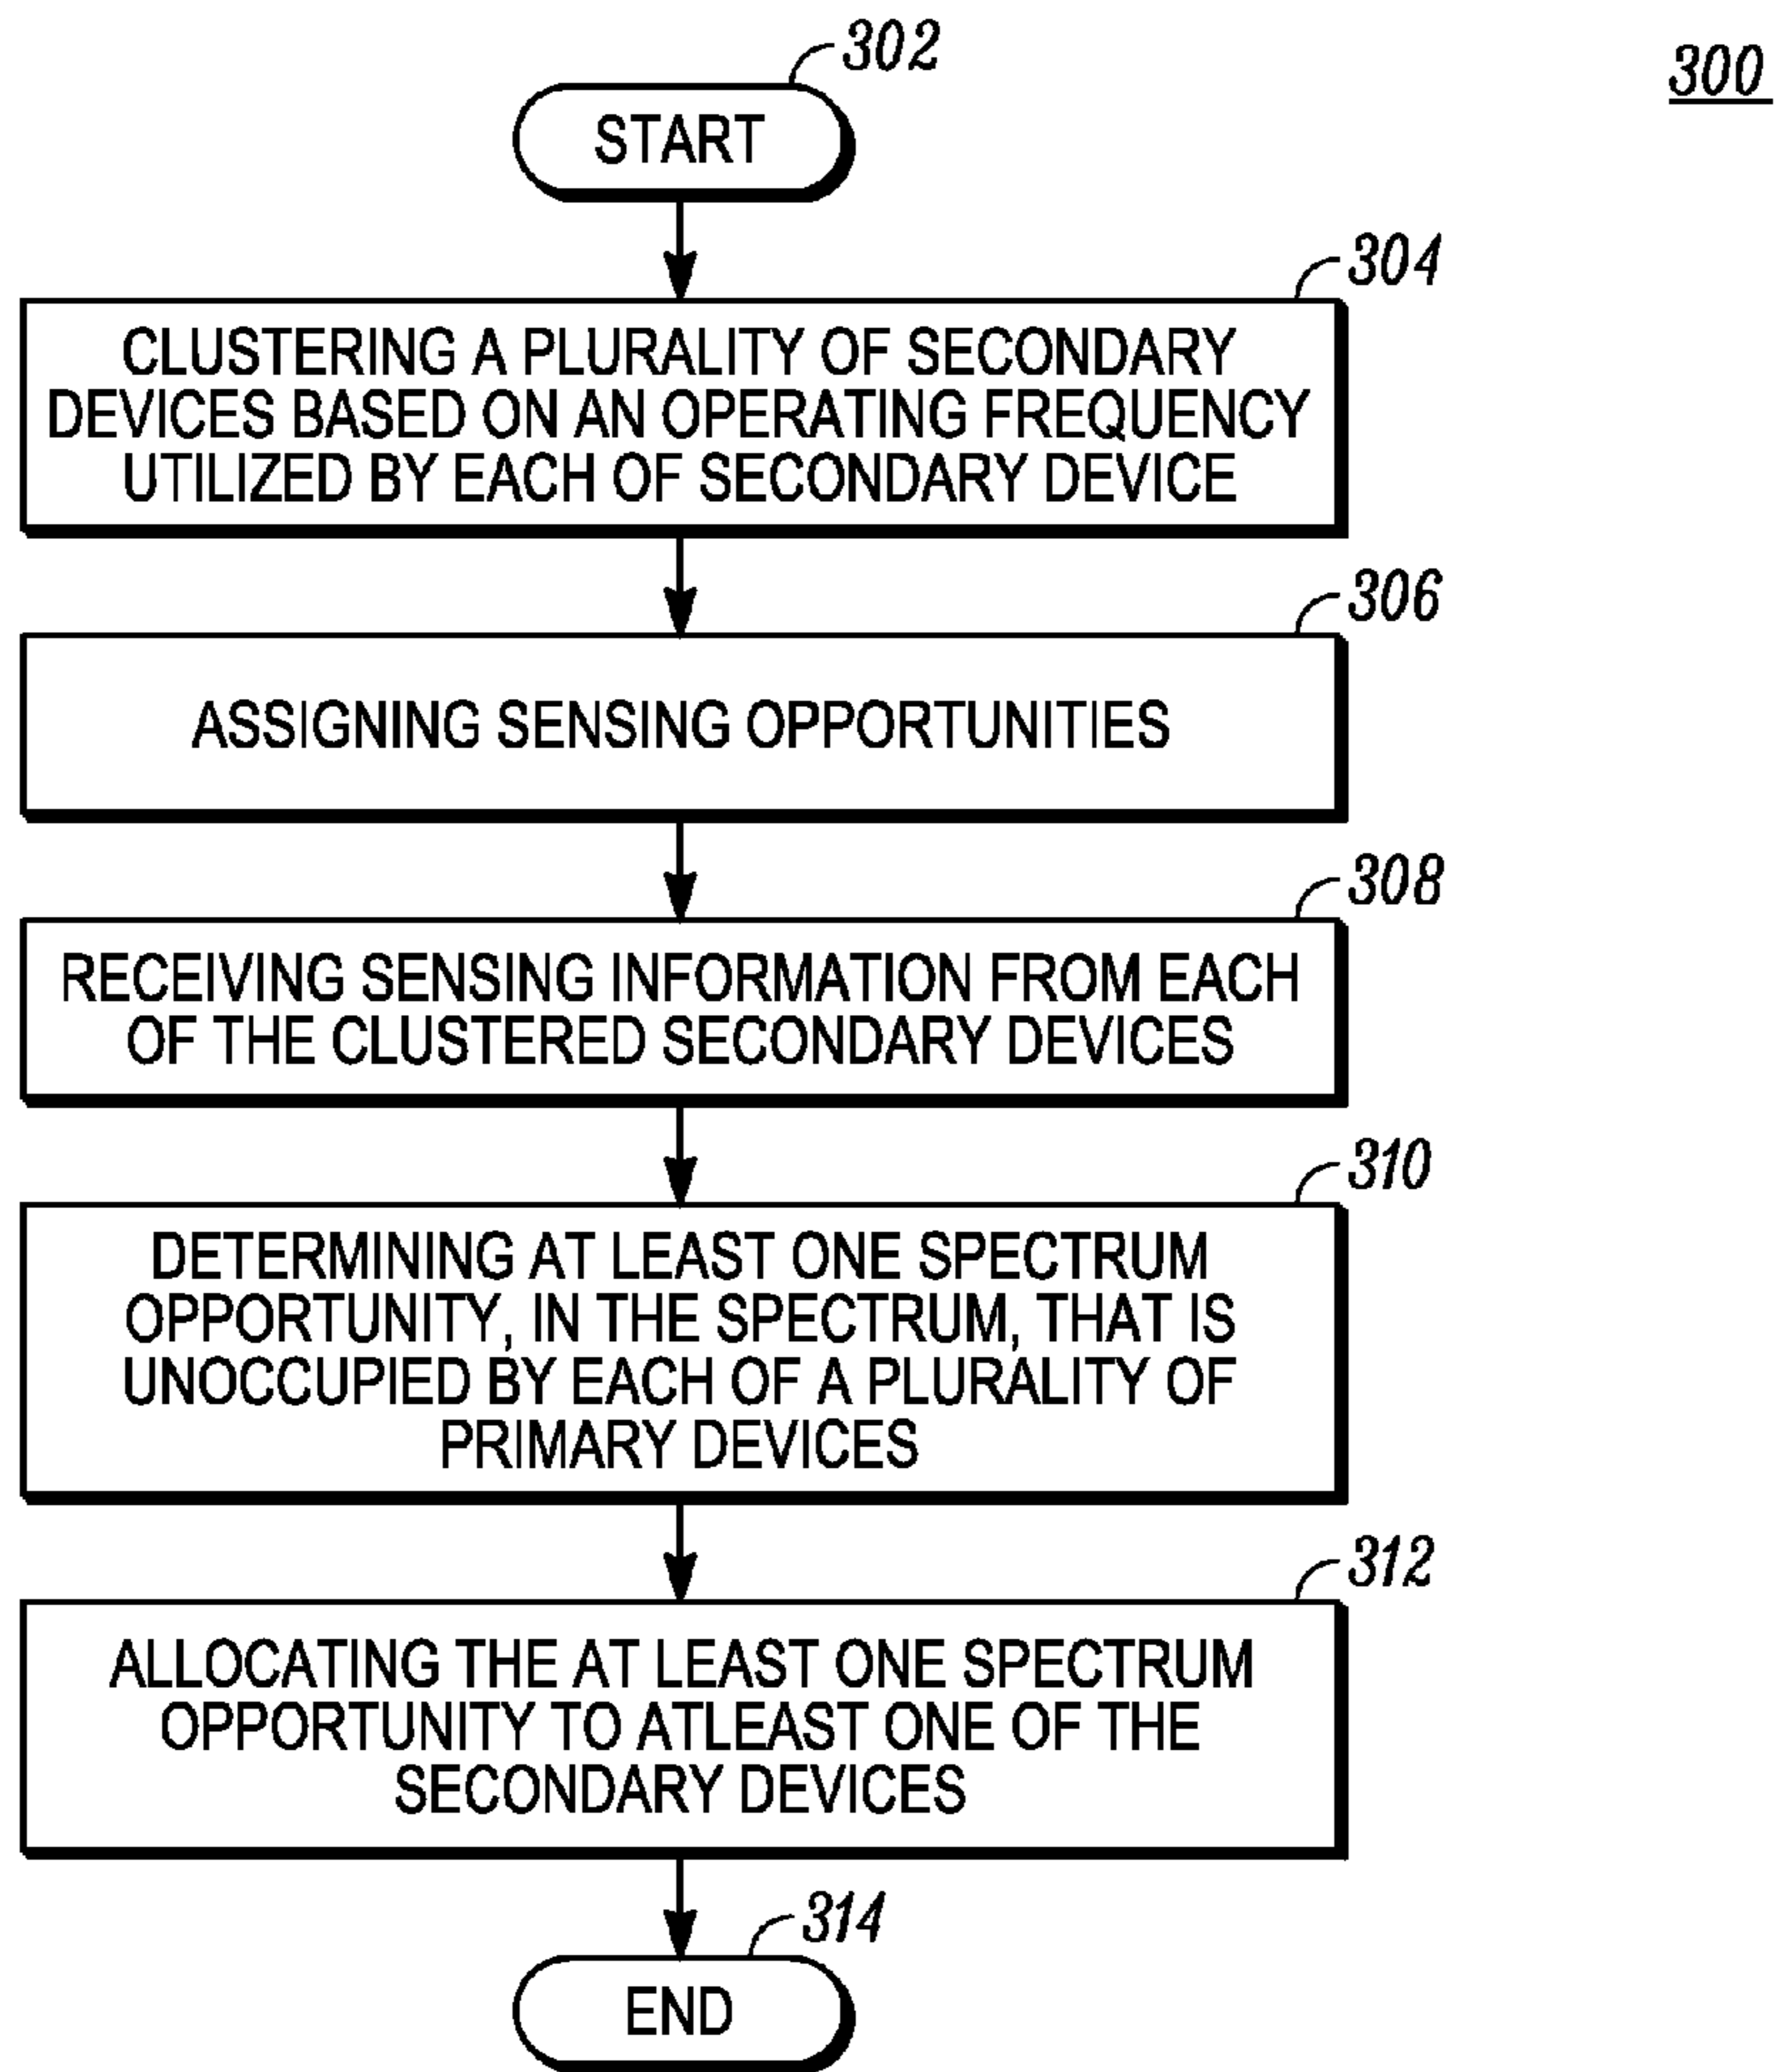 302
300
START
304
CLUSTERING A PLURALITY OF SECONDARY
DEVICES BASED ON AN OPERATING FREQUENCY
UTILIZED BY EACH OF SECONDARY DEVICE
306
ASSIGNING SENSING OPPORTUNITIES
308
RECEIVING SENSING INFORMATION FROM EACH
OF THE CLUSTERED SECONDARY DEVICES
310
DETERMINING AT LEAST ONE SPECTRUM
OPPORTUNITY, IN THE SPECTRUM, THAT IS
UNOCCUPIED BY EACH OF A PLURALITY OF
PRIMARY DEVICES
312
ALLOCATING THE AT LEAST ONE SPECTRUM
OPPORTUNITY TO ATLEAST ONE OF THE
SECONDARY DEVICES
314
END